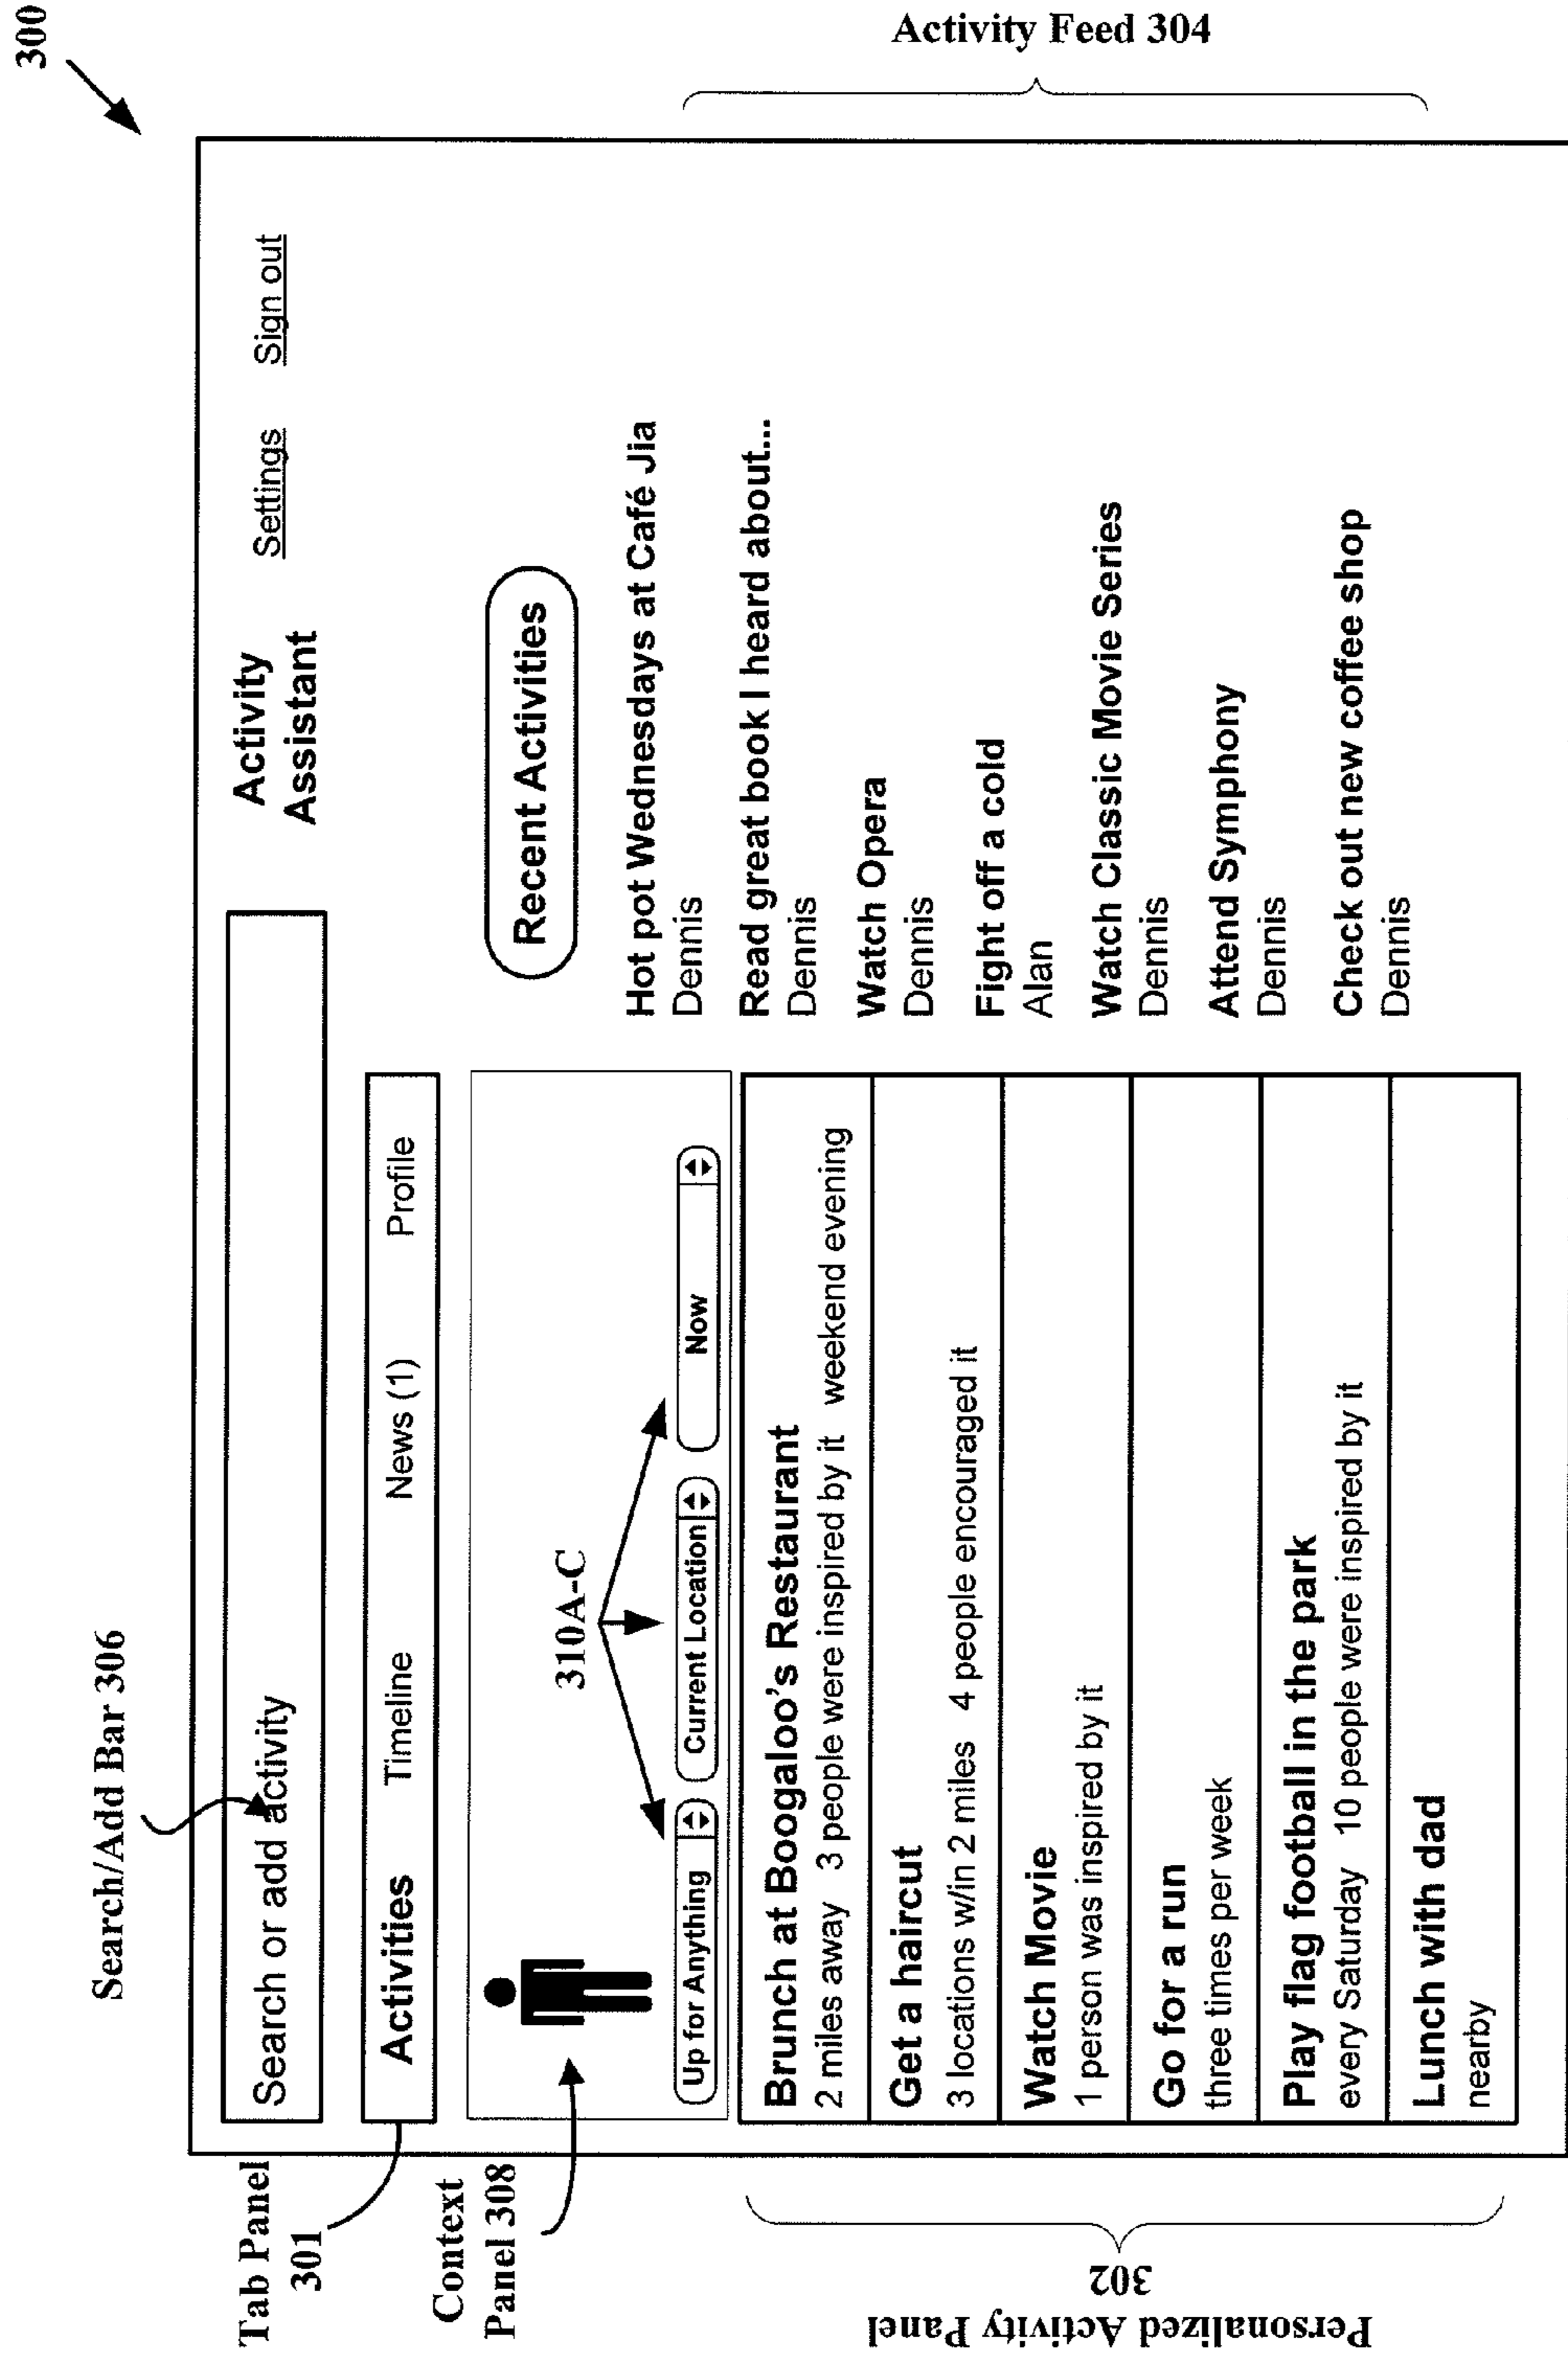 300
Search/Add Bar 306
Search or add activity
Activity
Assistant
Settings
Sign out
Tab Panel
301
Activities
Timeline
News (1)
Profile
Context
Panel 308
310A-C
Up for Anything
Current Location
Now
Recent Activities
Personalized Activity Panel
302
Brunch at Boogaloo's Restaurant
2 miles away 3 people were inspired by it weekend evening
Get a haircut
3 locations w/in 2 miles 4 people encouraged it
Watch Movie
1 person was inspired by it
Go for a run
three times per week
Play flag football in the park
every Saturday 10 people were inspired by it
Lunch with dad
nearby
Hot pot Wednesdays at Café Jia
Dennis
Read great book I heard about...
Dennis
Watch Opera
Dennis
Fight off a cold
Alan
Watch Classic Movie Series
Dennis
Attend Symphony
Dennis
Check out new coffee shop
Dennis
Activity Feed 304